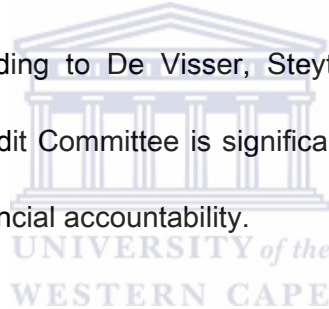 ding to De Visser, Steyt
dit Committee is significa
ncial accountability.
UNIVERSITY of the
WESTERN CAPE